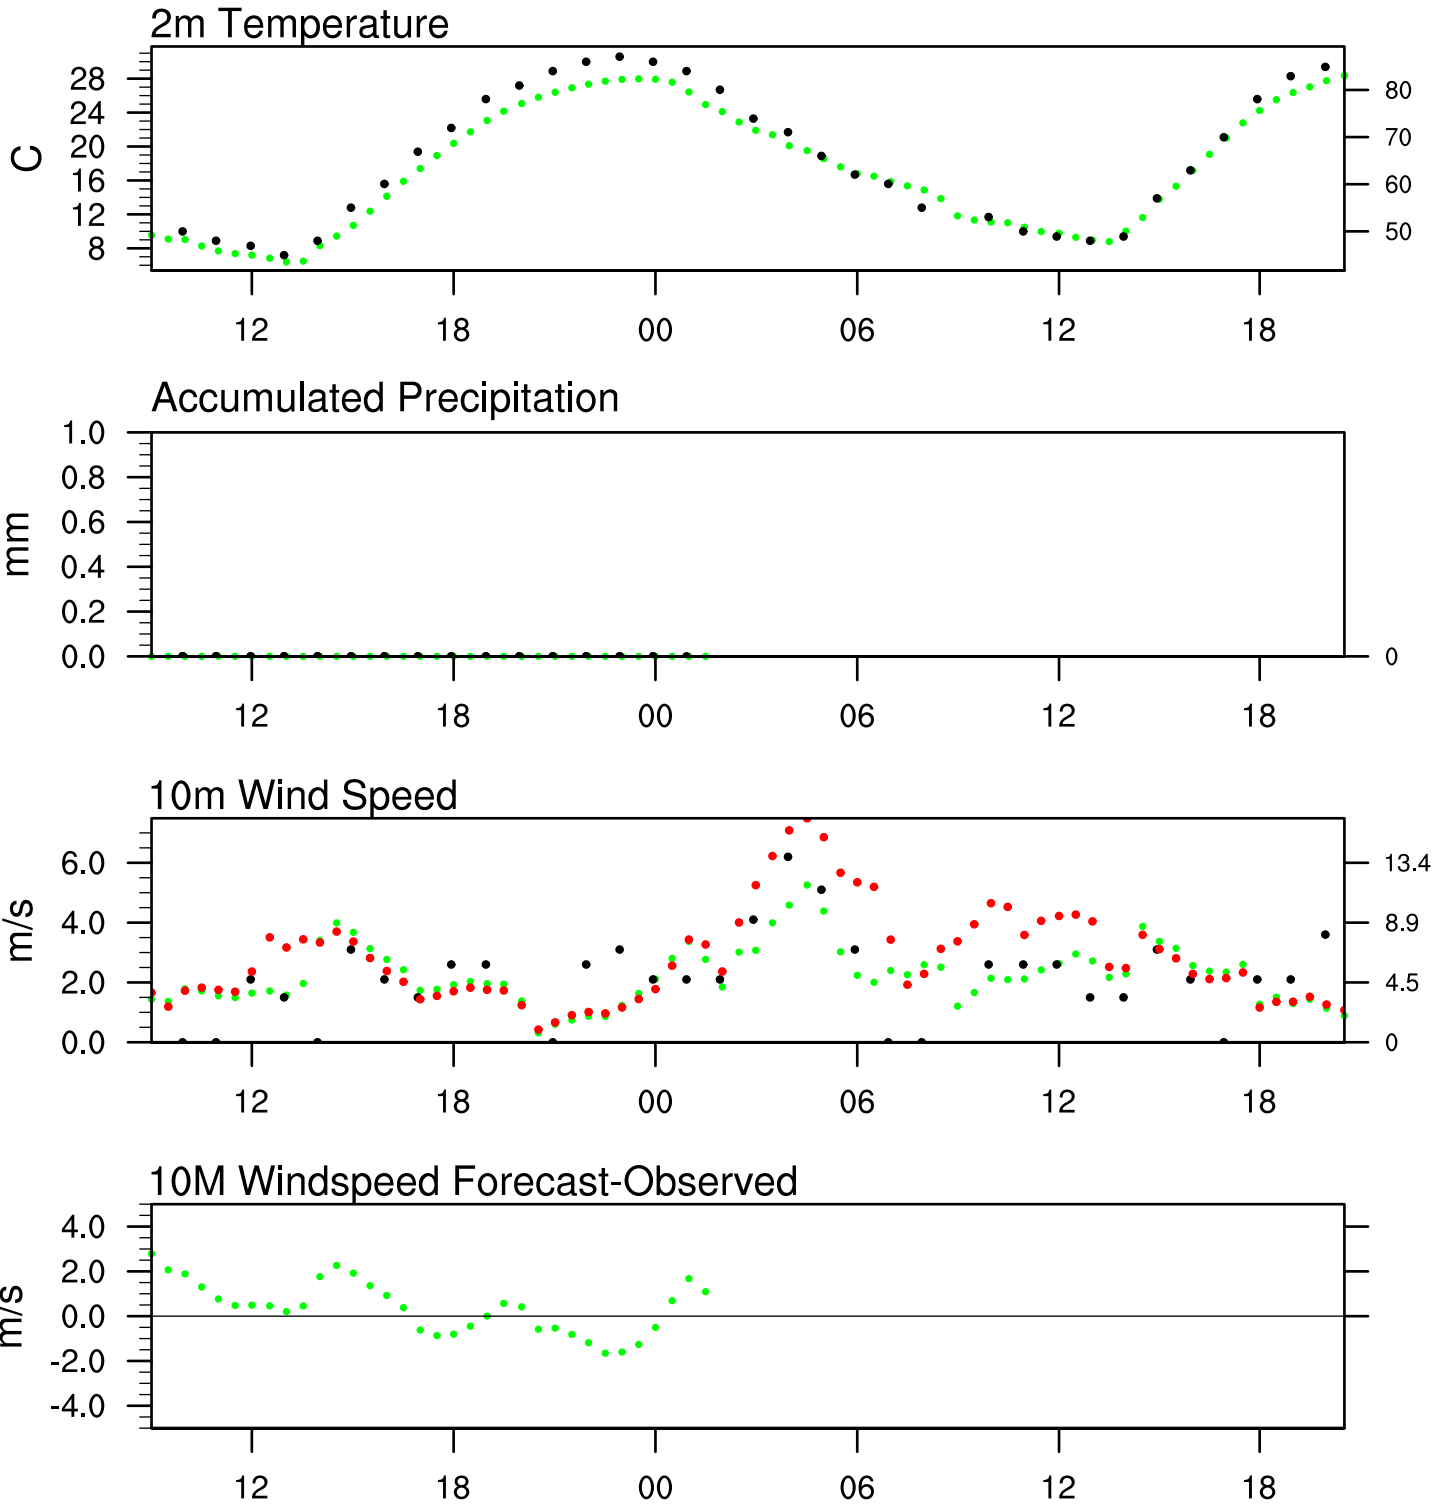 2m Temperature
C
28
24
20
16
12
8
80
70
60
50
12 18 00 06 12 18
Accumulated Precipitation
mm
1.0
0.8
0.6
0.4
0.2
0.0
0
12 18 00 06 12 18
10m Wind Speed
m/s
6.0
4.0
2.0
0.0
13.4
8.9
4.5
0
12 18 00 06 12 18
10M Windspeed Forecast-Observed
m/s
4.0
2.0
0.0
-2.0
-4.0
12 18 00 06 12 18